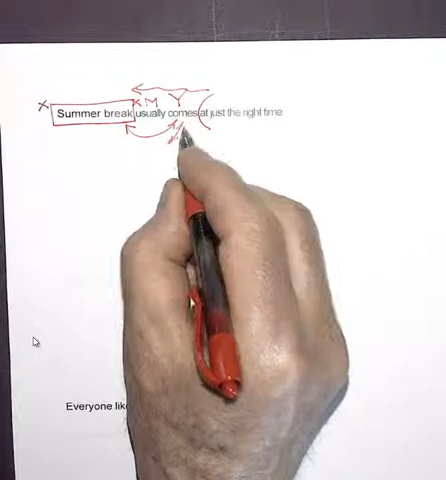 X M Y
Summer break usually comes at just the right time.
Everyone lik